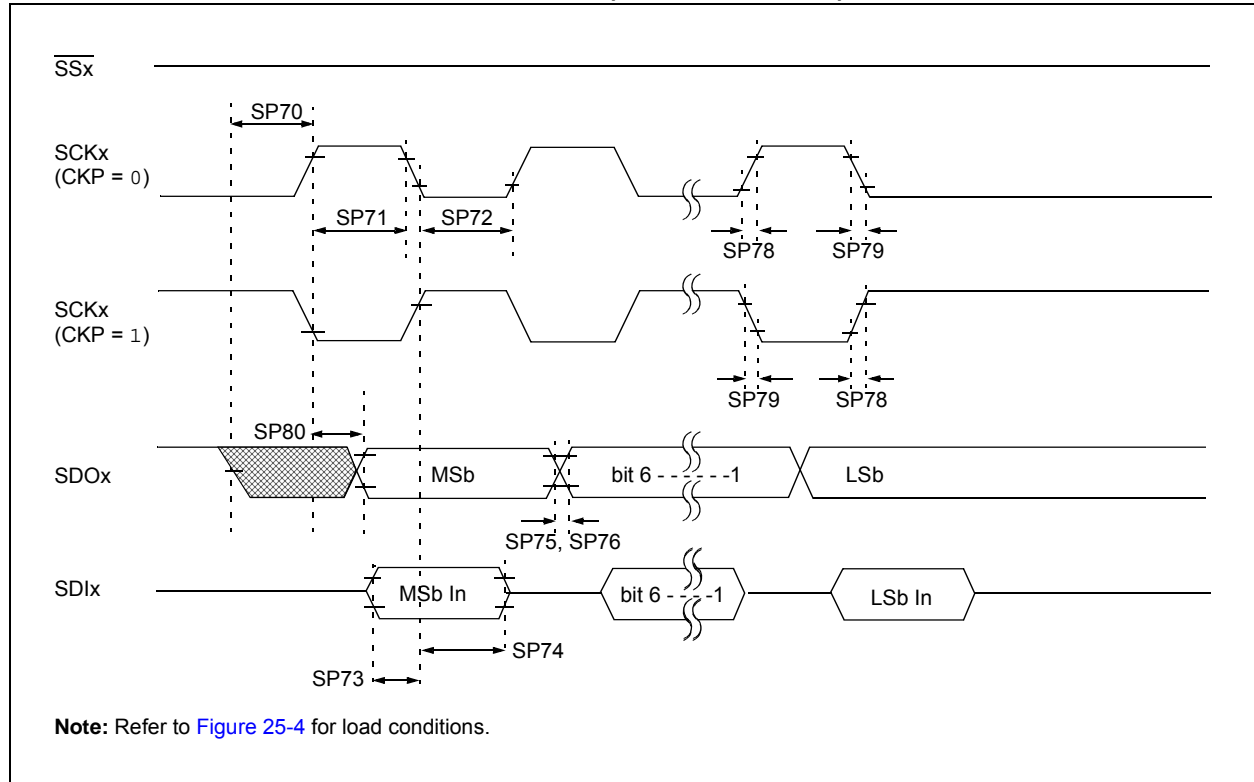 SSx
SP70
SCKx
(CKP = 0)
SP71
SP72
SP78
SP79
SCKx
(CKP = 1)
SP79
SP78
SP80
SDOx
MSb
bit 6 - - - - - -1
LSb
SP75, SP76
SDIx
MSb In
bit 6 - - - - -1
LSb In
SP74
SP73
Note: Refer to Figure 25-4 for load conditions.